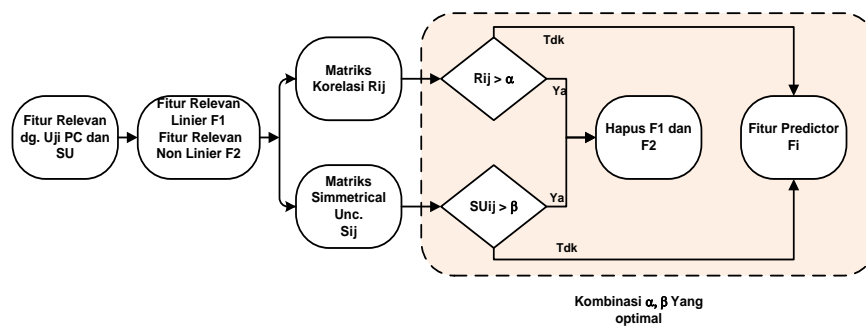 Fitur Relevan
dg. Uji PC dan
SU
Fitur Relevan
Linier F1
Fitur Relevan
Non Linier F2
Matriks
Korelasi Rij
Matriks
Simmetrical
Unc.
Sij
Rij > α
Tdk
Ya
SUij > β
Ya
Tdk
Hapus F1 dan
F2
Fitur Predictor
Fi
Kombinasi α, β Yang
optimal